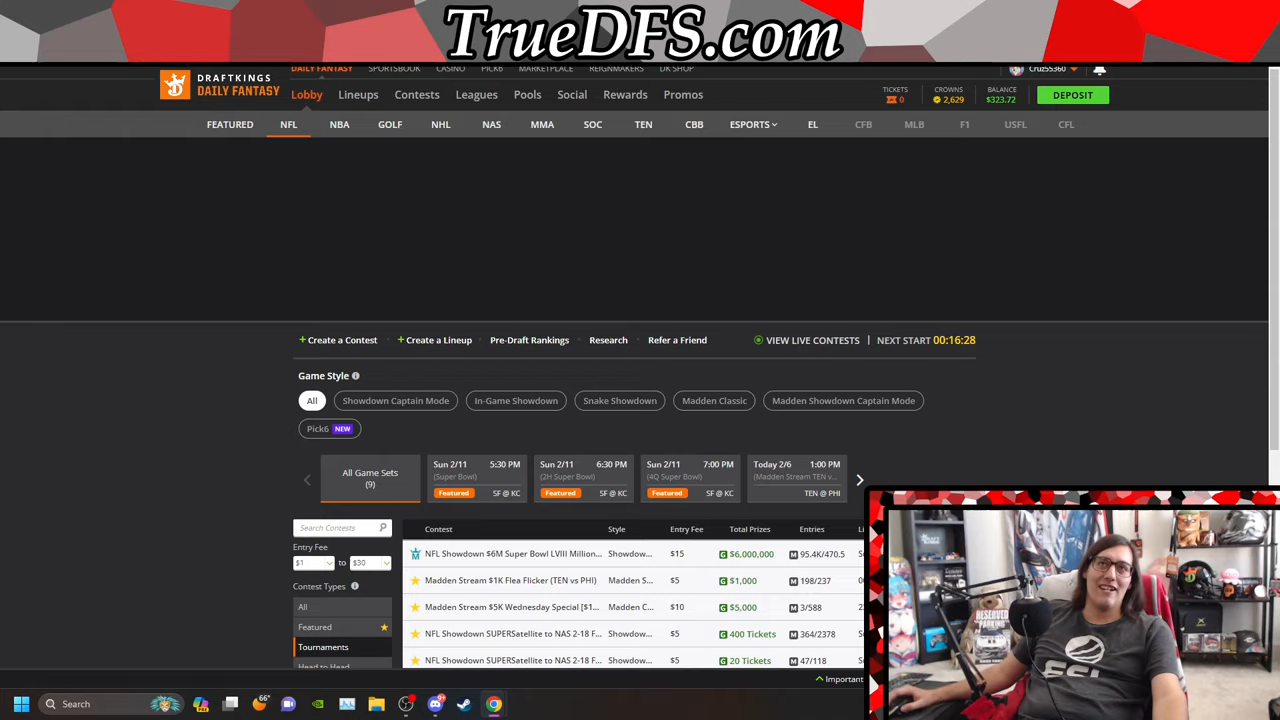 TrueDFS.com
DAILY FANTASY SPORTSBOOK CASINO PICK6 MARKETPLACE REIGNMAKERS DK SHOP Cruz55360
DRAFTKINGS
DAILY FANTASY
Lobby Lineups Contests Leagues Pools Social Rewards Promos
TICKETS 0 CROWNS 2,629 BALANCE $323.72 DEPOSIT
FEATURED NFL NBA GOLF NHL NAS MMA SOC TEN CBB ESPORTS EL CFB MLB F1 USFL CFL
+ Create a Contest + Create a Lineup Pre-Draft Rankings Research Refer a Friend VIEW LIVE CONTESTS | NEXT START 00:16:28
Game Style
All Showdown Captain Mode In-Game Showdown Snake Showdown Madden Classic Madden Showdown Captain Mode
Pick6 NEW
All Game Sets
(9)
Sun 2/11 5:30 PM
(Super Bowl)
Featured SF @ KC
Sun 2/11 6:30 PM
(2H Super Bowl)
Featured SF @ KC
Sun 2/11 7:00 PM
(4Q Super Bowl)
Featured SF @ KC
Today 2/6 1:00 PM
(Madden Stream TEN v...
TEN @ PHI
Search Contests
Entry Fee
$1 to $30
Contest Types
All
Featured
Tournaments
Head to Head
Contest Style Entry Fee Total Prizes Entries
NFL Showdown $6M Super Bowl LVIII Million... Showdow... $15 G $6,000,000 M 95.4K/470.5
Madden Stream $1K Flea Flicker (TEN vs PHI) Madden S... $5 G $1,000 M 198/237
Madden Stream $5K Wednesday Special [$1... Madden C... $10 G $5,000 M 3/588
NFL Showdown SUPERSatellite to NAS 2-18 F... Showdow... $5 G 400 Tickets M 364/2378
NFL Showdown SUPERSatellite to NAS 2-18 F... Showdow... $5 G 20 Tickets M 47/118
Important
RESERVED
PARKING
Search
66°